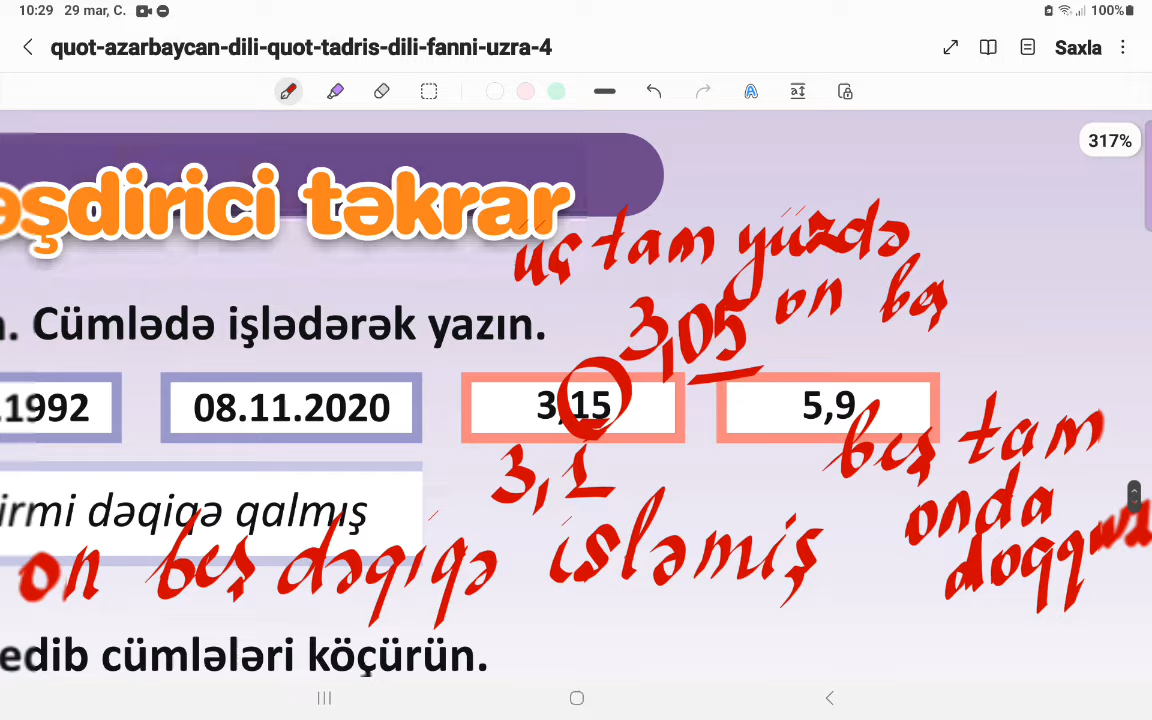 10:29 29 mar, C. 100%
quot-azarbaycan-dili-quot-tadris-dili-fanni-uzra-4 Saxla
317%
əşdirici təkrar
üç tam yüzdə
on beş
. Cümlədə işlədərək yazın.
3,05
.1992 08.11.2020 3,15 5,9
3,1
beş tam
onda
doqquz
irmi dəqiqə qalmış
on beş dəqiqə işləmiş
edib cümlələri köçürün.